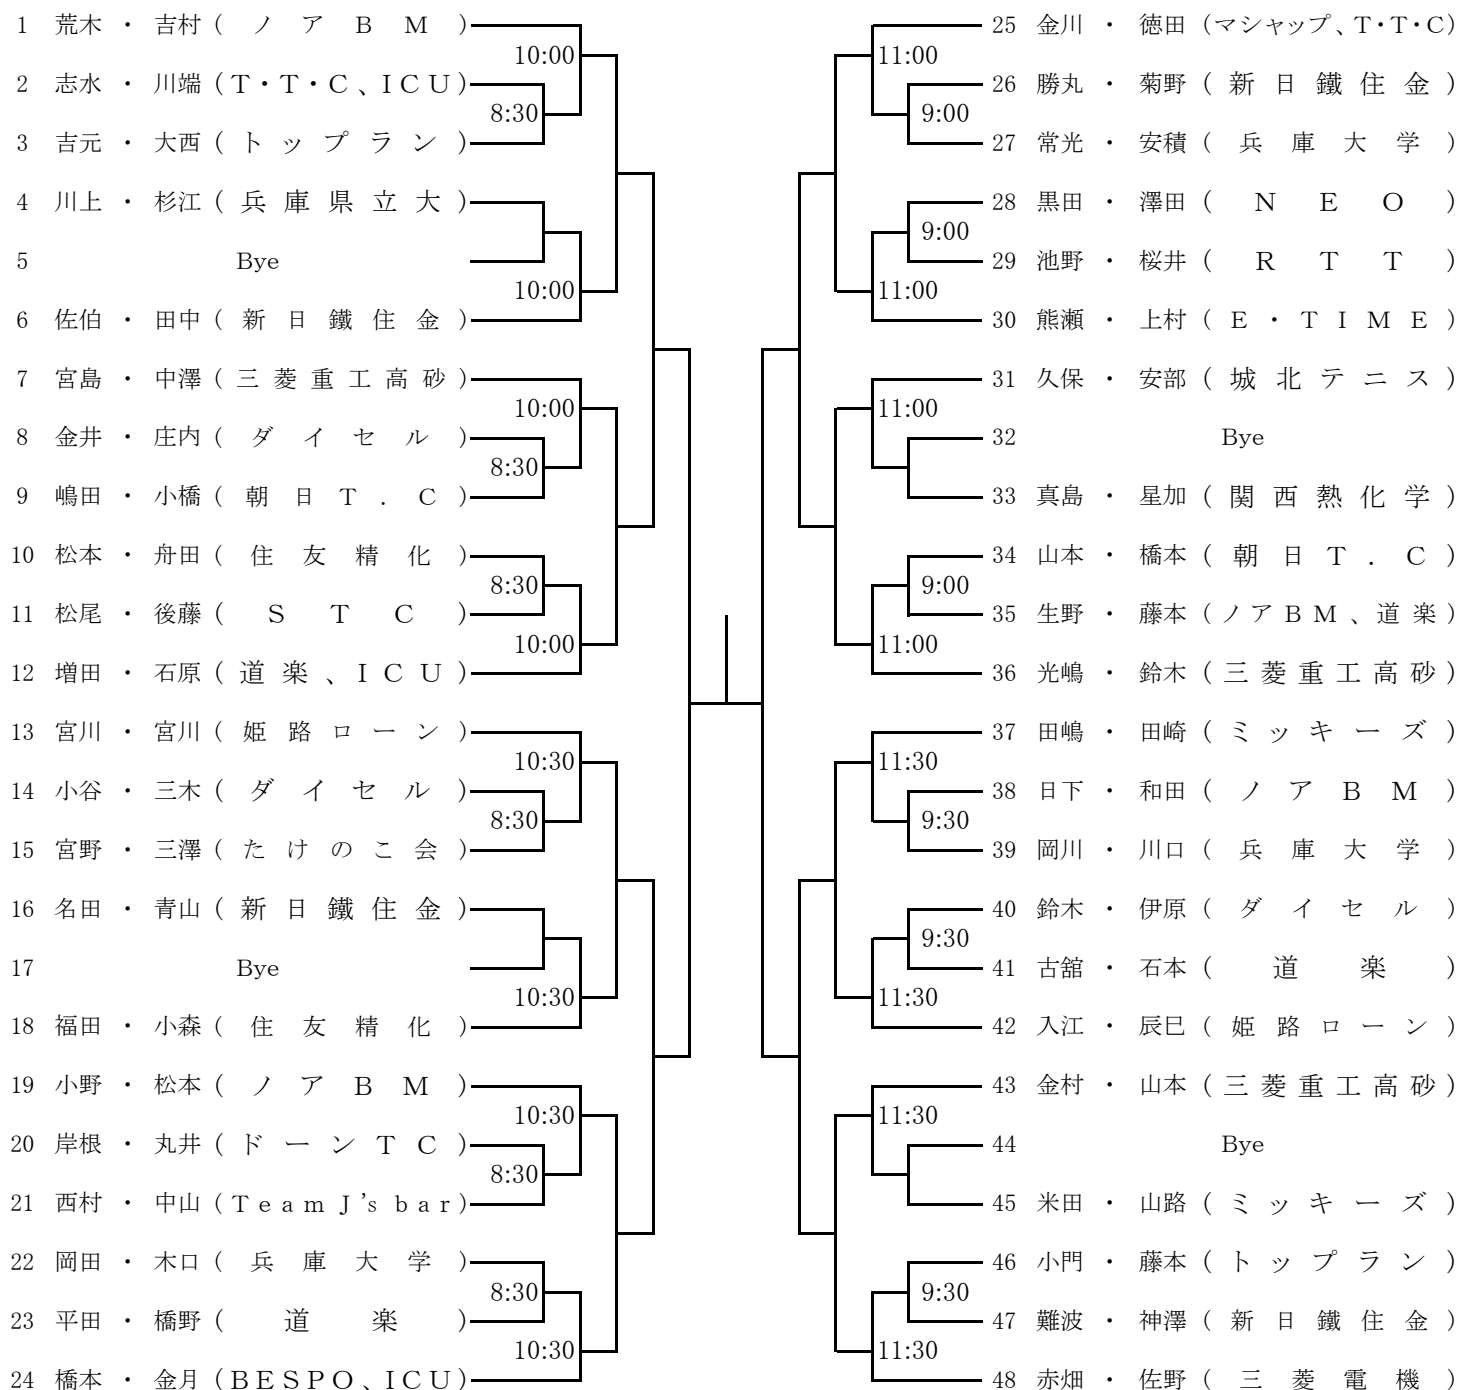 1 荒木 ・ 吉村 ( ノ ア B M )
10:00
2 志水 ・ 川端 ( T・T・C 、I C U )
8:30
3 吉元 ・ 大西 ( ト ッ プ ラ ン )
4 川上 ・ 杉江 ( 兵 庫 県 立 大 )
5 Bye
10:00
6 佐伯 ・ 田中 ( 新 日 鐵 住 金 )
7 宮島 ・ 中澤 ( 三 菱 重 工 高 砂 )
10:00
8 金井 ・ 庄内 ( ダ イ セ ル )
8:30
9 嶋田 ・ 小橋 ( 朝 日 T . C )
10 松本 ・ 舟田 ( 住 友 精 化 )
8:30
11 松尾 ・ 後藤 ( S T C )
10:00
12 増田 ・ 石原 ( 道 楽 、I C U )
13 宮川 ・ 宮川 ( 姫 路 ロ ー ン )
10:30
14 小谷 ・ 三木 ( ダ イ セ ル )
8:30
15 宮野 ・ 三澤 ( た け の こ 会 )
16 名田 ・ 青山 ( 新 日 鐵 住 金 )
17 Bye
10:30
18 福田 ・ 小森 ( 住 友 精 化 )
19 小野 ・ 松本 ( ノ ア B M )
10:30
20 岸根 ・ 丸井 ( ド ー ン T C )
8:30
21 西村 ・ 中山 ( T e a m J 's b a r )
22 岡田 ・ 木口 ( 兵 庫 大 学 )
8:30
23 平田 ・ 橋野 ( 道 楽 )
10:30
24 橋本 ・ 金月 ( B E S P O 、I C U )
25 金川 ・ 徳田 (マシャップ、T・T・C)
11:00
26 勝丸 ・ 菊野 ( 新 日 鐵 住 金 )
9:00
27 常光 ・ 安積 ( 兵 庫 大 学 )
28 黒田 ・ 澤田 ( N E O )
9:00
29 池野 ・ 桜井 ( R T T )
11:00
30 熊瀬 ・ 上村 ( E ・ T I M E )
31 久保 ・ 安部 ( 城 北 テ ニ ス )
11:00
32 Bye
33 真島 ・ 星加 ( 関 西 熱 化 学 )
34 山本 ・ 橋本 ( 朝 日 T . C )
9:00
35 生野 ・ 藤本 ( ノ ア B M 、道 楽 )
11:00
36 光嶋 ・ 鈴木 ( 三 菱 重 工 高 砂 )
37 田嶋 ・ 田崎 ( ミ ッ キ ー ズ )
11:30
38 日下 ・ 和田 ( ノ ア B M )
9:30
39 岡川 ・ 川口 ( 兵 庫 大 学 )
40 鈴木 ・ 伊原 ( ダ イ セ ル )
9:30
41 古舘 ・ 石本 ( 道 楽 )
11:30
42 入江 ・ 辰巳 ( 姫 路 ロ ー ン )
43 金村 ・ 山本 ( 三 菱 重 工 高 砂 )
11:30
44 Bye
45 米田 ・ 山路 ( ミ ッ キ ー ズ )
46 小門 ・ 藤本 ( ト ッ プ ラ ン )
9:30
47 難波 ・ 神澤 ( 新 日 鐵 住 金 )
11:30
48 赤畑 ・ 佐野 ( 三 菱 電 機 )